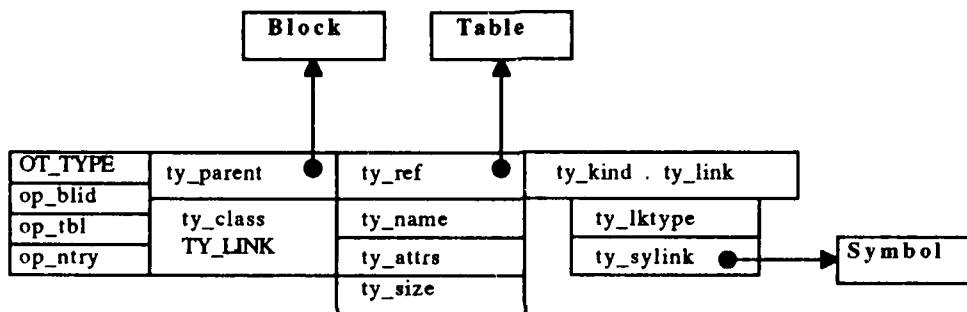 Block Table
OT_TYPE ty_parent ty_ref ty_kind . ty_link
op_blid
op_tbl ty_class ty_name ty_lktype
op_ntry TY_LINK ty_attrs ty_sylink Symbol
ty_size